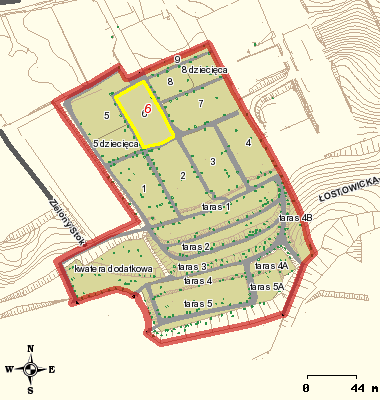 9
8 dziecięca
8
5
6
6
7
5 dziecięca
4
3
2
1
ŁOSTOWICKA
taras 1
taras 4B
Zielony Stok
taras 2
kwatera dodatkowa
taras 3
taras 4A
taras 4
taras 5A
taras 5
N
W E
S
0 44 m